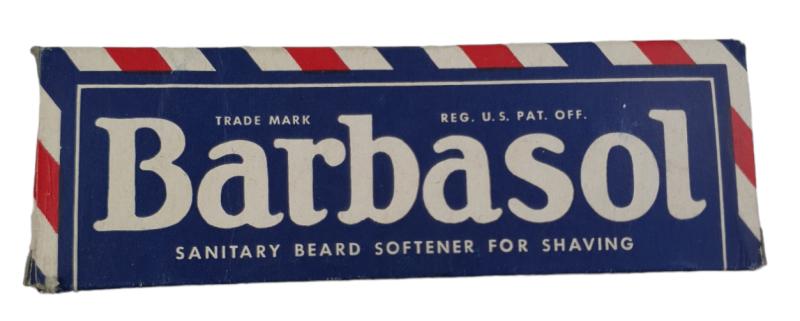 TRADE MARK REG. U.S. PAT. OFF.
Barbasol
SANITARY BEARD SOFTENER FOR SHAVING